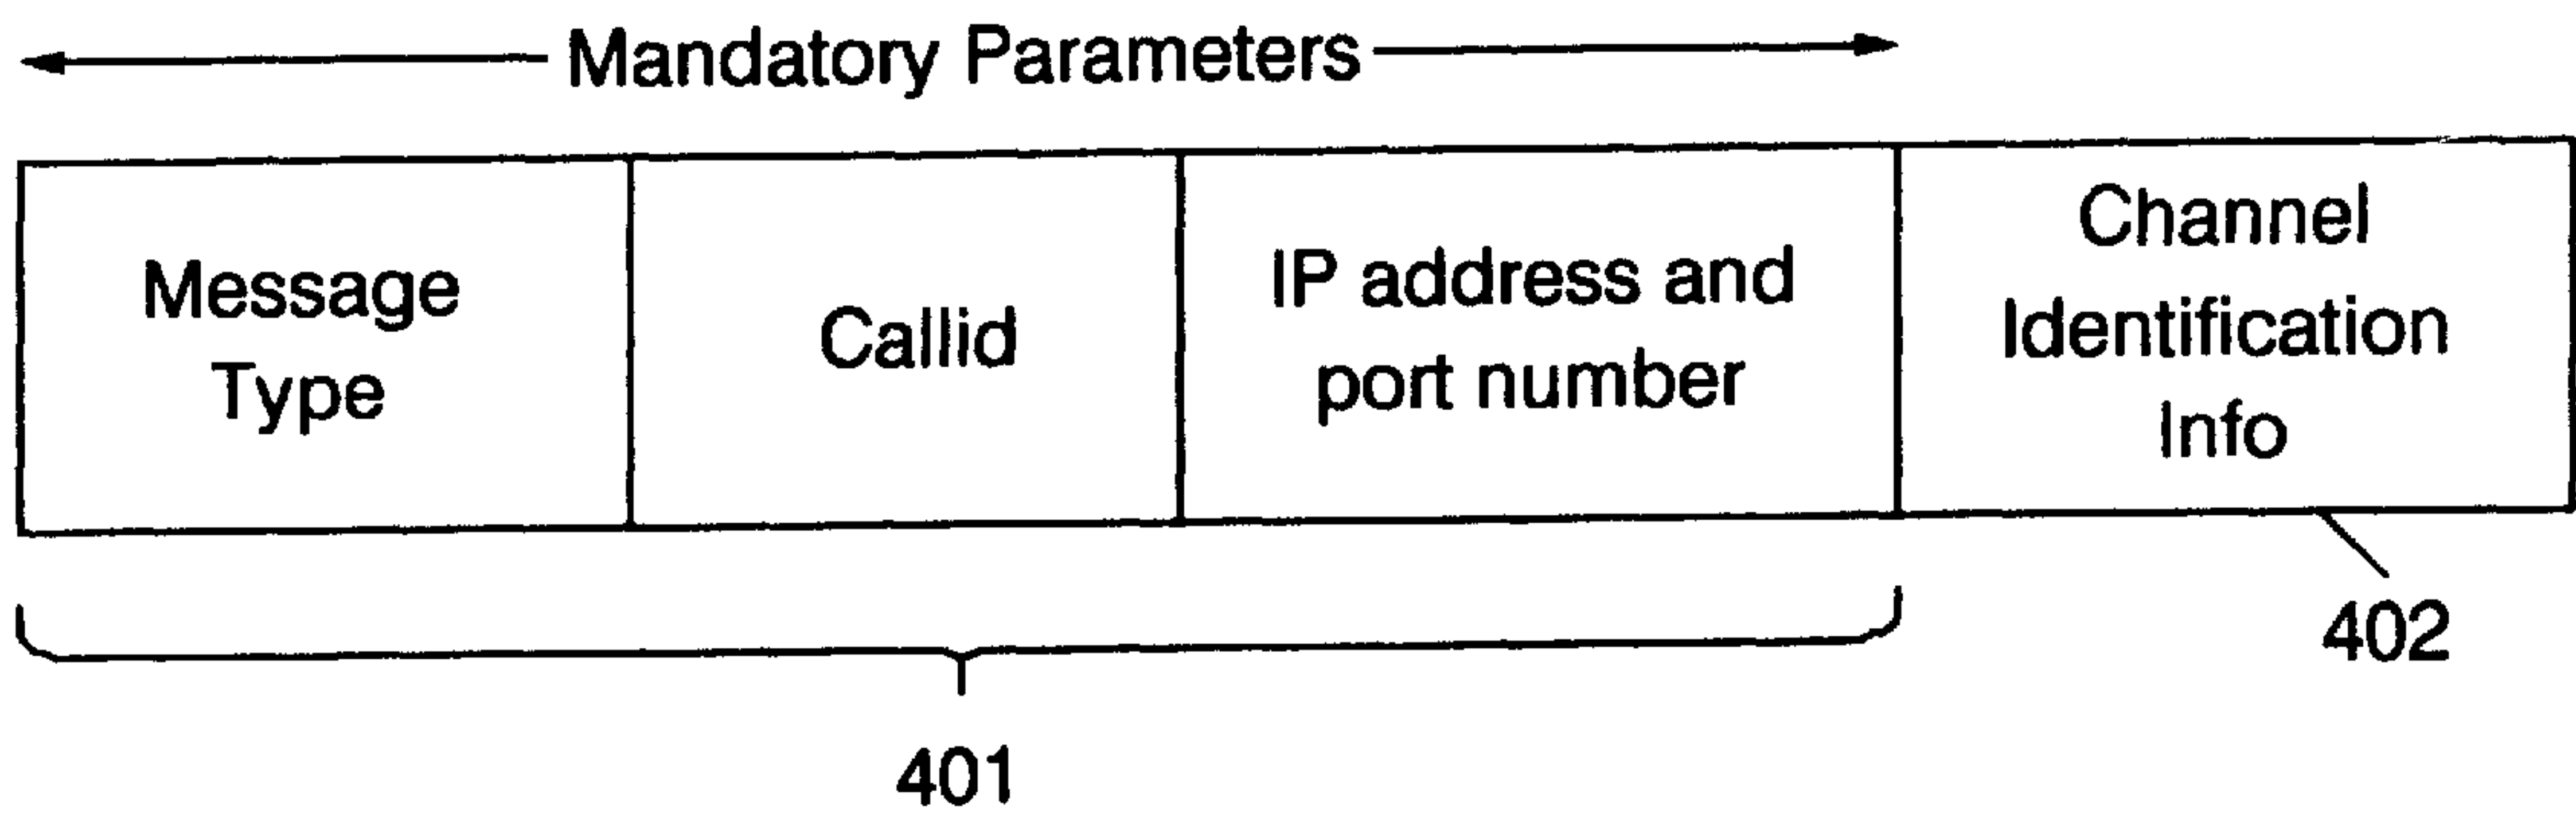 Mandatory Parameters
Message
Type
Callid
IP address and
port number
Channel
Identification
Info
402
401